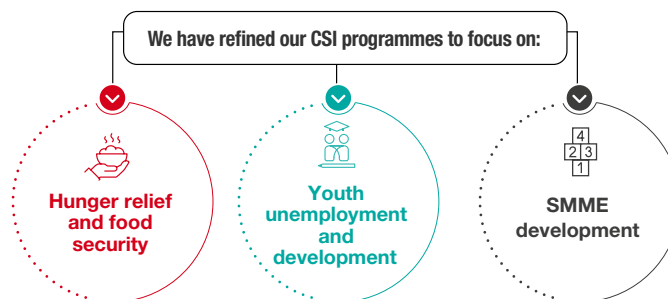 We have refined our CSI programmes to focus on:
Hunger relief
and food
security
Youth
unemployment
and
development
4
2 3
1
SMME
development